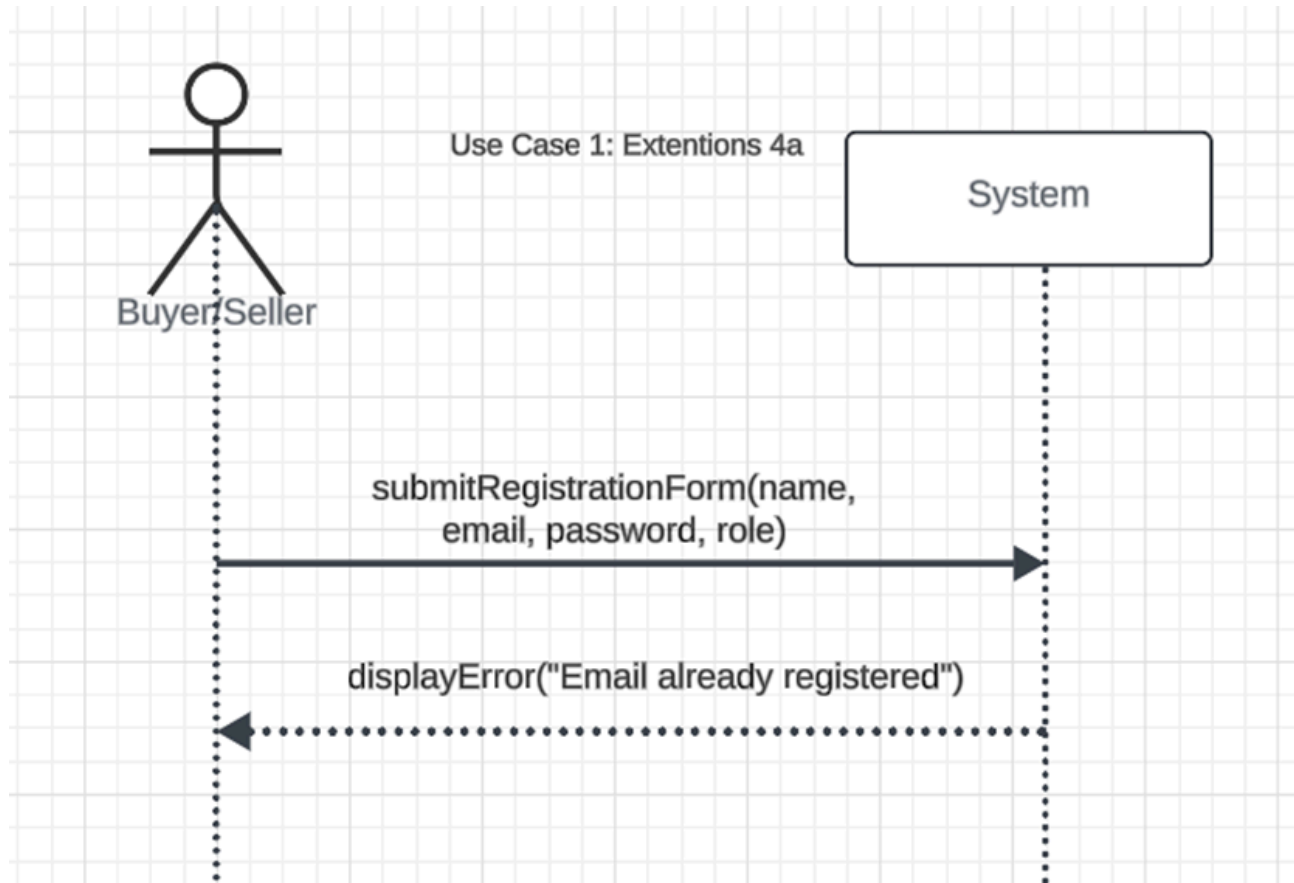 Use Case 1: Extentions 4a
System
Buyer/Seller
submitRegistrationForm(name,
email, password, role)
displayError("Email already registered")